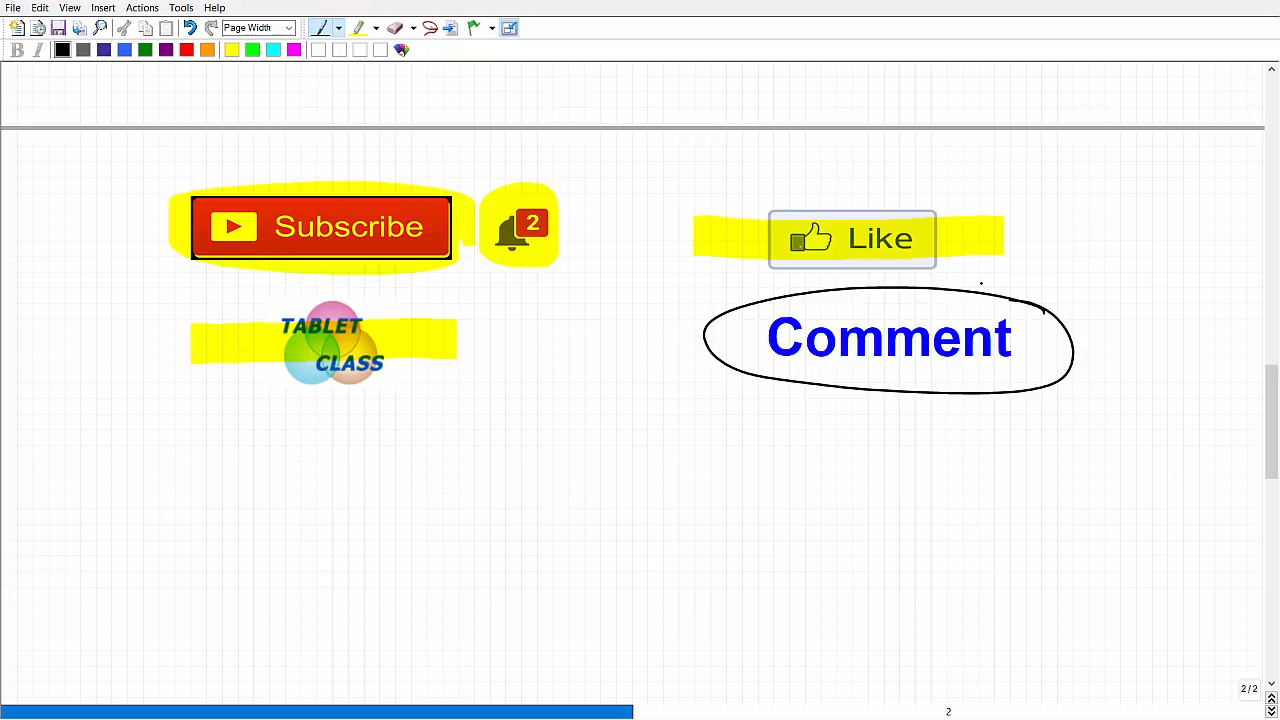 File Edit View Insert Actions Tools Help
Page Width
B I
Subscribe
2
Like
TABLET
CLASS
Comment
2/2
2